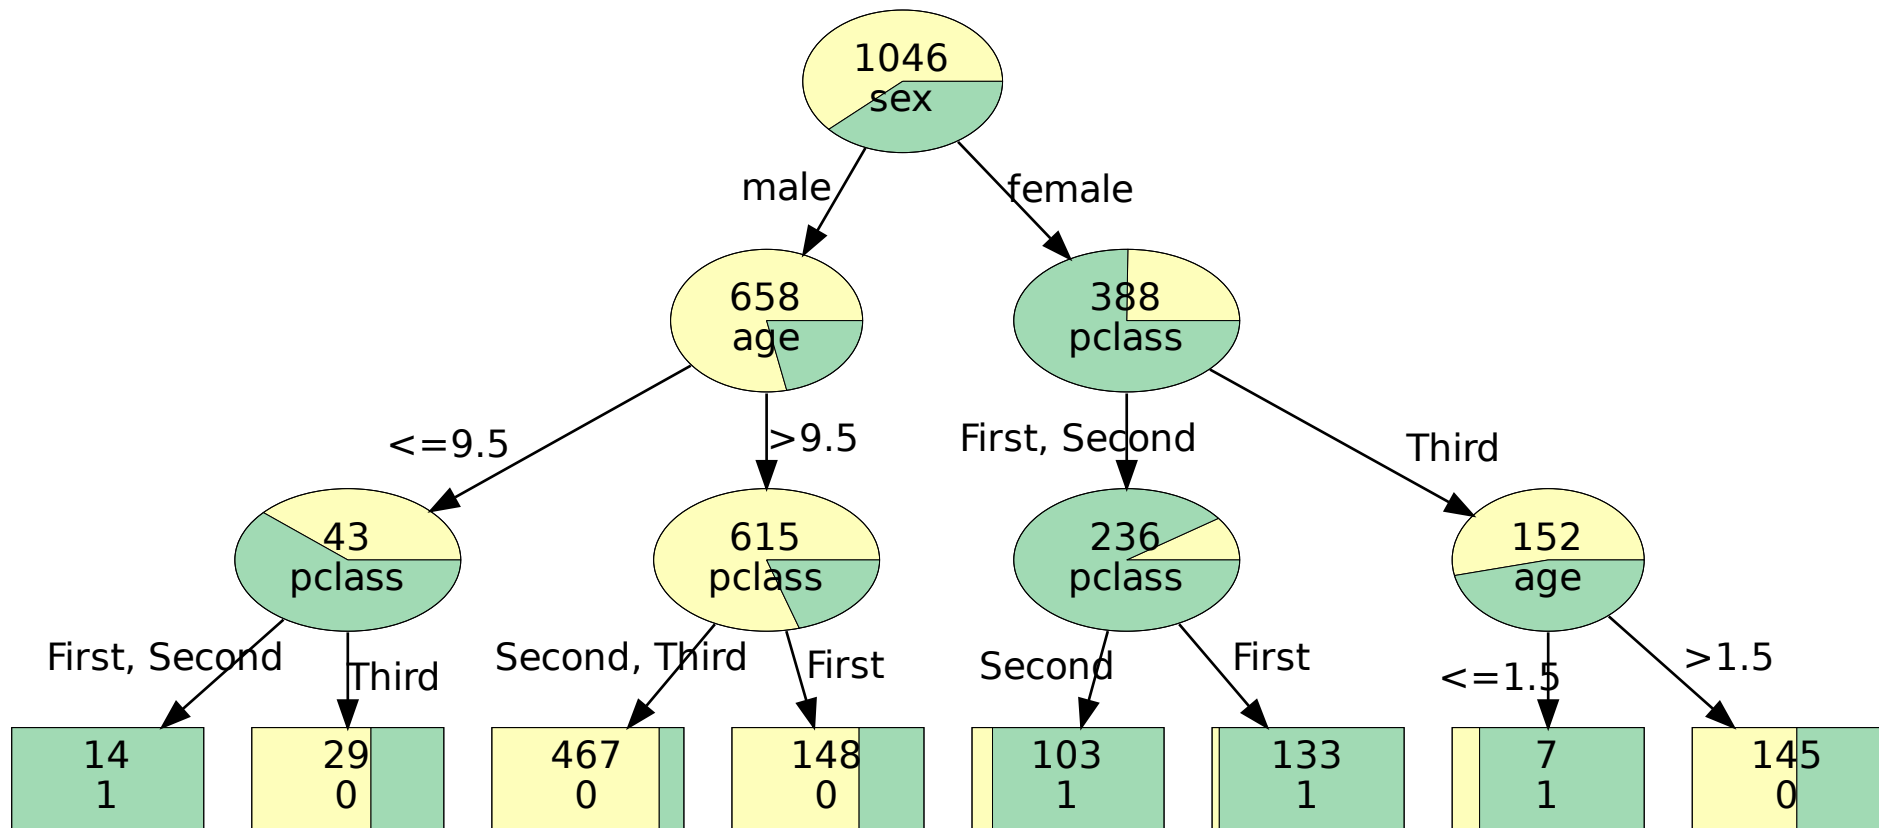 1046
sex
male
female
658
age
388
pclass
<=9.5
>9.5
First, Second
Third
43
pclass
615
pclass
236
pclass
152
age
First, Second
Third
Second, Third
First
Second
First
<=1.5
>1.5
14
1
29
0
467
0
148
0
103
1
133
1
7
1
145
0